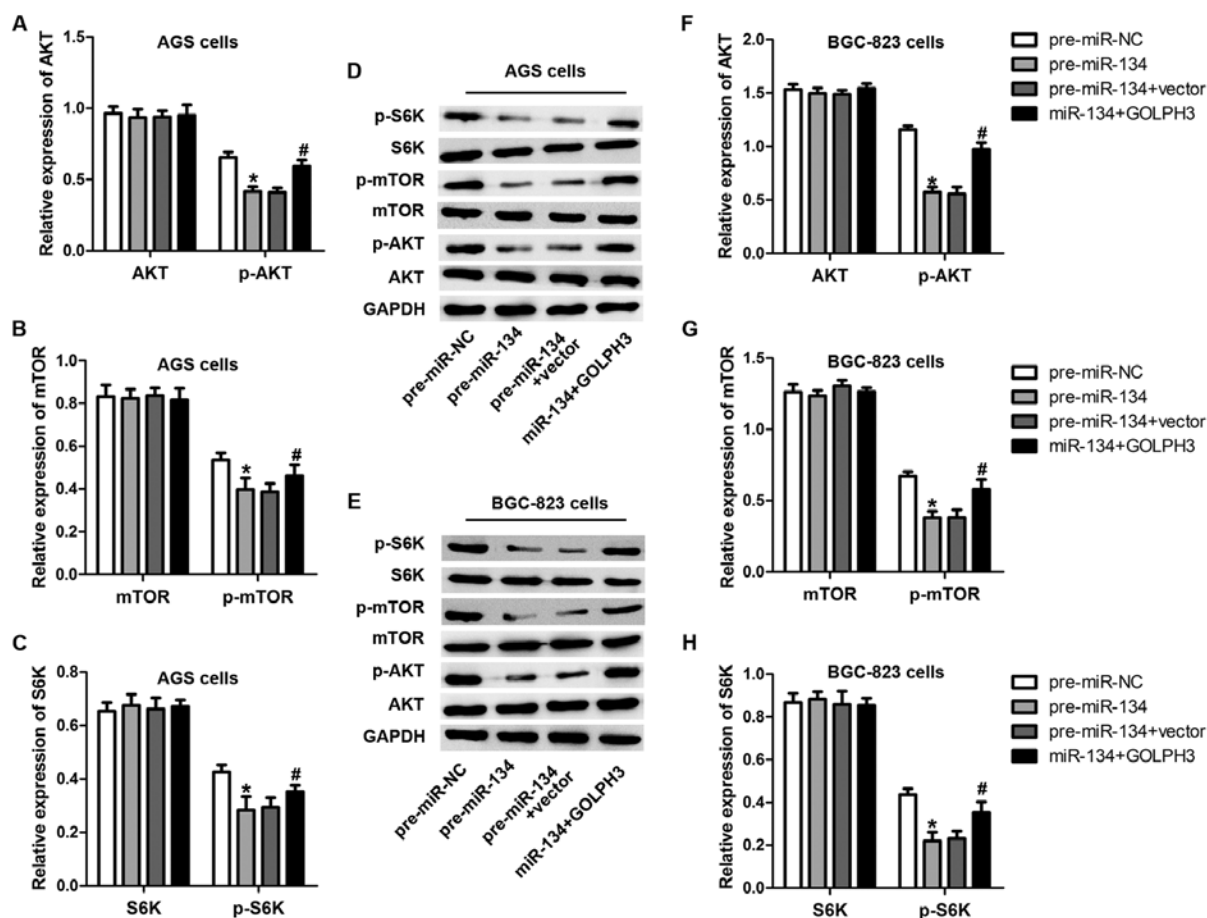 A
AGS cells
Relative expression of AKT
1.5
1.0
0.5
0.0
*
#
AKT
p-AKT
B
AGS cells
Relative expression of mTOR
1.0
0.8
0.6
0.4
0.2
0.0
*
#
mTOR
p-mTOR
C
AGS cells
Relative expression of S6K
0.8
0.6
0.4
0.2
0.0
*
#
S6K
p-S6K
D
AGS cells
p-S6K
S6K
p-mTOR
mTOR
p-AKT
AKT
GAPDH
pre-miR-NC
pre-miR-134
pre-miR-134
+vector
miR-134+GOLPH3
E
BGC-823 cells
p-S6K
S6K
p-mTOR
mTOR
p-AKT
AKT
GAPDH
pre-miR-NC
pre-miR-134
pre-miR-134
+vector
miR-134+GOLPH3
F
BGC-823 cells
Relative expression of AKT
2.0
1.5
1.0
0.5
0.0
*
#
AKT
p-AKT
pre-miR-NC
pre-miR-134
pre-miR-134+vector
miR-134+GOLPH3
G
BGC-823 cells
Relative expression of mTOR
1.5
1.0
0.5
0.0
*
#
mTOR
p-mTOR
pre-miR-NC
pre-miR-134
pre-miR-134+vector
miR-134+GOLPH3
H
BGC-823 cells
Relative expression of S6K
1.0
0.8
0.6
0.4
0.2
0.0
*
#
S6K
p-S6K
pre-miR-NC
pre-miR-134
pre-miR-134+vector
miR-134+GOLPH3